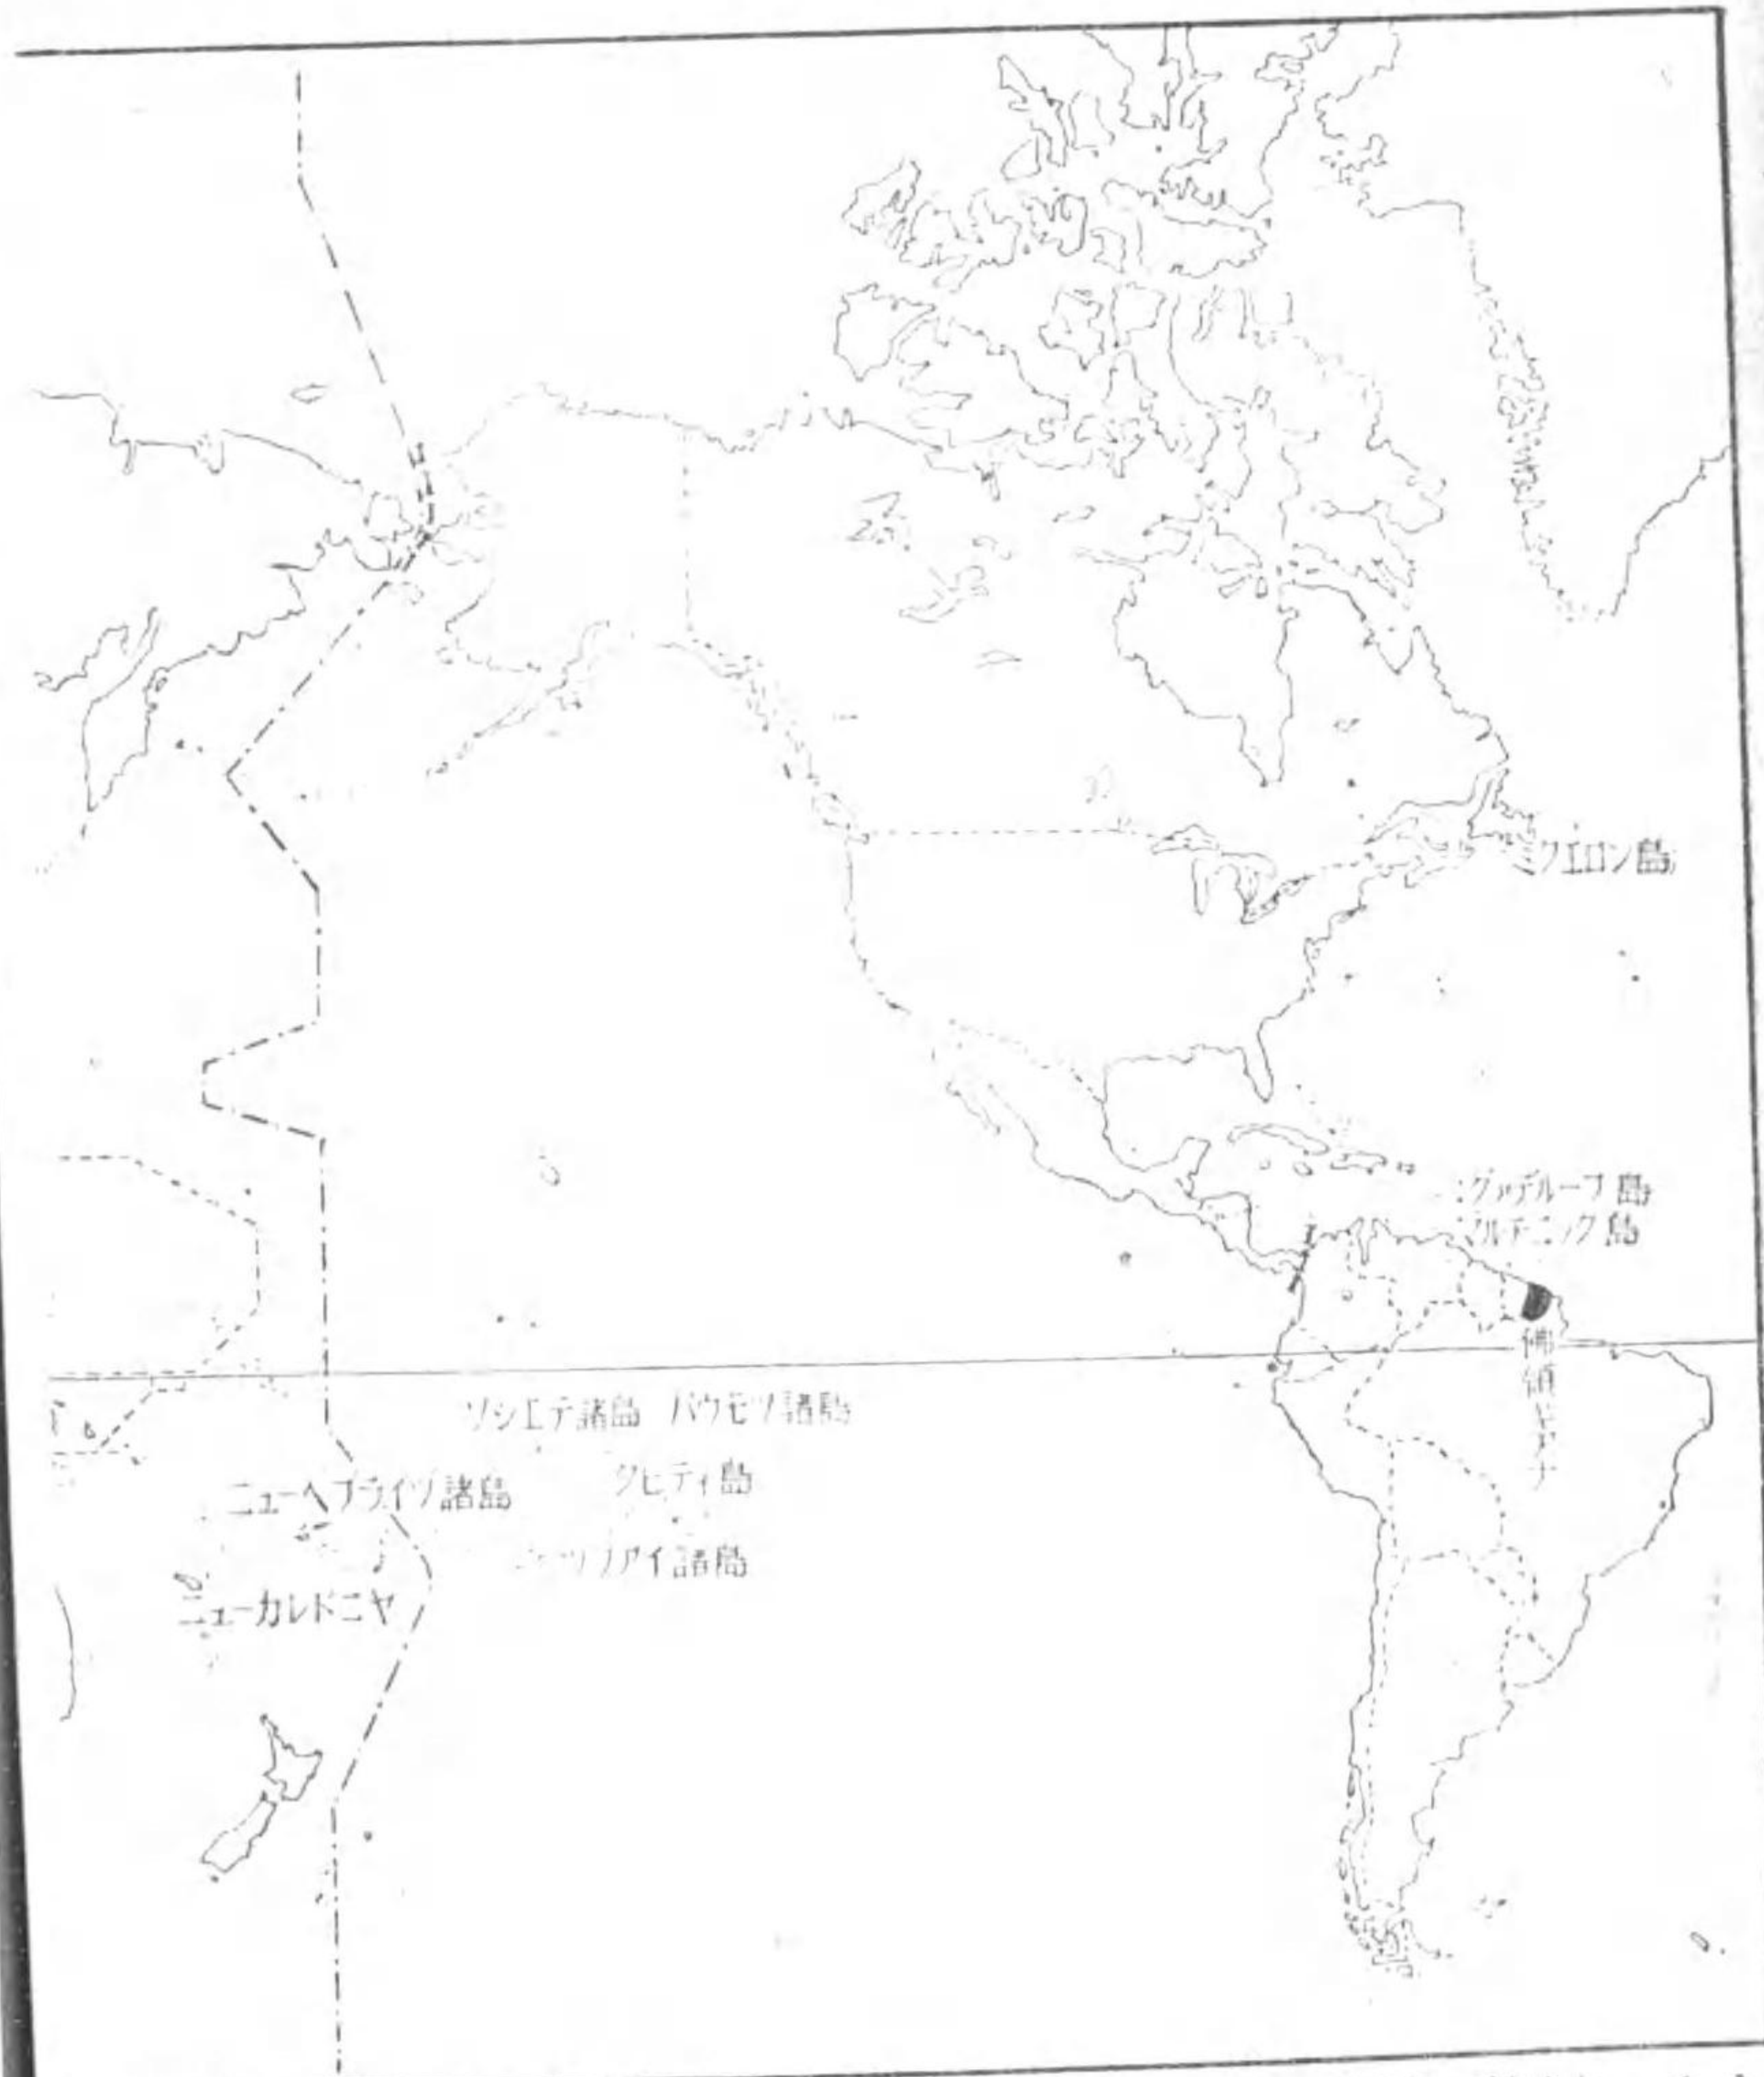 ミクエロン島
グァデループ島
マルチニック島
佛領ギアナ
ソシエテ諸島 パウモツ諸島
ニューヘブライヅ諸島
タヒティ島
アイ諸島
ニューカレドニヤ